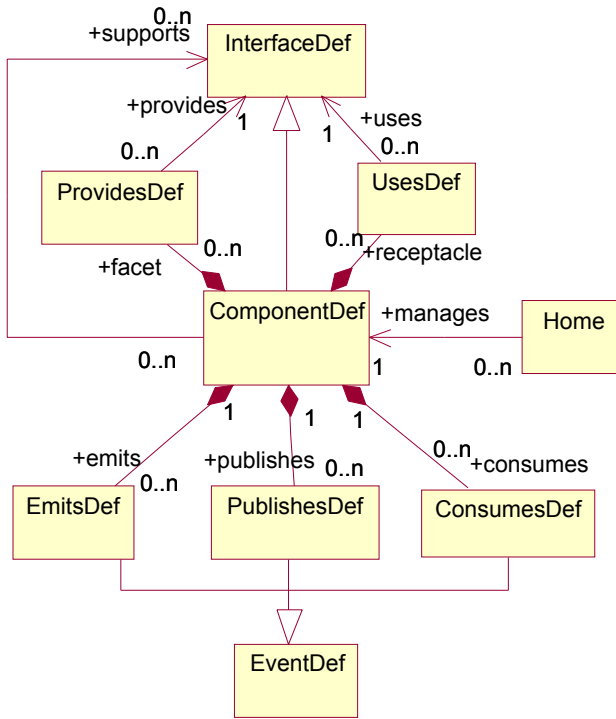 0..n
+supports
InterfaceDef
+provides
1
1
+uses
0..n
0..n
ProvidesDef
UsesDef
0..n
0..n
+facet
+receptacle
ComponentDef
+manages
Home
0..n
1
0..n
1
1
1
+emits
+publishes
0..n
+consumes
0..n
0..n
EmitsDef
PublishesDef
ConsumesDef
EventDef